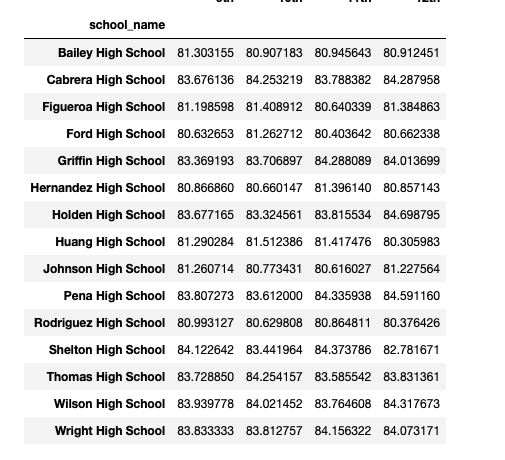 9th 10th 11th 12th
school_name
Bailey High School 81.303155 80.907183 80.945643 80.912451
Cabrera High School 83.676136 84.253219 83.788382 84.287958
Figueroa High School 81.198598 81.408912 80.640339 81.384863
Ford High School 80.632653 81.262712 80.403642 80.662338
Griffin High School 83.369193 83.706897 84.288089 84.013699
Hernandez High School 80.866860 80.660147 81.396140 80.857143
Holden High School 83.677165 83.324561 83.815534 84.698795
Huang High School 81.290284 81.512386 81.417476 80.305983
Johnson High School 81.260714 80.773431 80.616027 81.227564
Pena High School 83.807273 83.612000 84.335938 84.591160
Rodriguez High School 80.993127 80.629808 80.864811 80.376426
Shelton High School 84.122642 83.441964 84.373786 82.781671
Thomas High School 83.728850 84.254157 83.585542 83.831361
Wilson High School 83.939778 84.021452 83.764608 84.317673
Wright High School 83.833333 83.812757 84.156322 84.073171